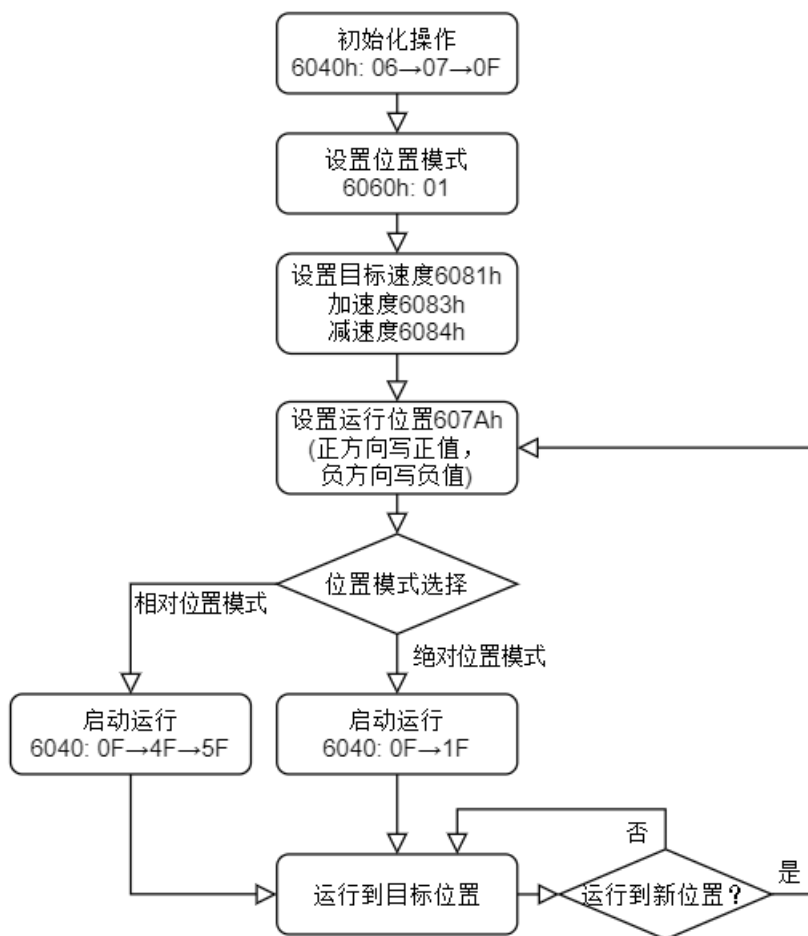 初始化操作
6040h: 06→07→0F
设置位置模式
6060h: 01
设置目标速度6081h
加速度6083h
减速度6084h
设置运行位置607Ah
(正方向写正值，
负方向写负值)
位置模式选择
相对位置模式
绝对位置模式
启动运行
6040: 0F→4F→5F
启动运行
6040: 0F→1F
否
是
运行到目标位置
运行到新位置？